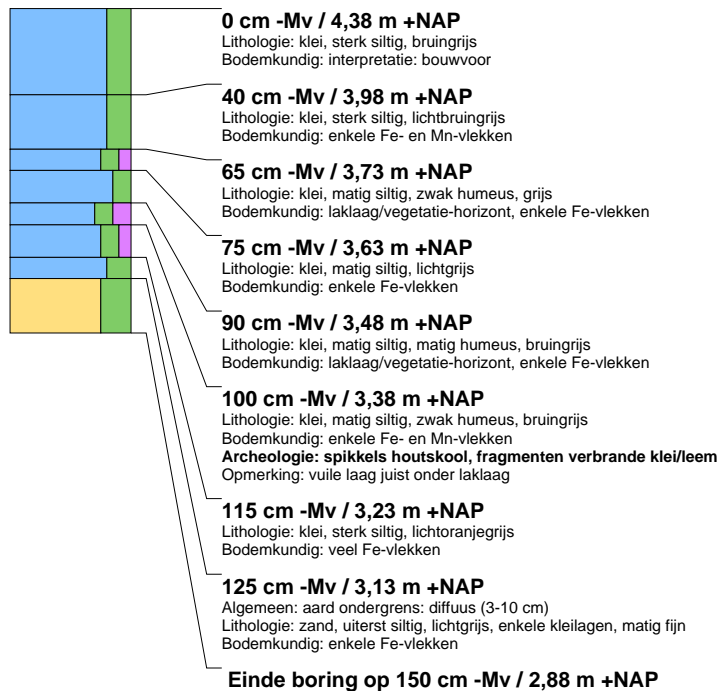 0 cm -Mv / 4,38 m +NAP
Lithologie: klei, sterk siltig, bruingrijs
Bodemkundig: interpretatie: bouwvoor
40 cm -Mv / 3,98 m +NAP
Lithologie: klei, sterk siltig, lichtbruingrijs
Bodemkundig: enkele Fe- en Mn-vlekken
65 cm -Mv / 3,73 m +NAP
Lithologie: klei, matig siltig, zwak humeus, grijs
Bodemkundig: laklaag/vegetatie-horizont, enkele Fe-vlekken
75 cm -Mv / 3,63 m +NAP
Lithologie: klei, matig siltig, lichtgrijs
Bodemkundig: enkele Fe-vlekken
90 cm -Mv / 3,48 m +NAP
Lithologie: klei, matig siltig, matig humeus, bruingrijs
Bodemkundig: laklaag/vegetatie-horizont, enkele Fe-vlekken
100 cm -Mv / 3,38 m +NAP
Lithologie: klei, matig siltig, zwak humeus, bruingrijs
Bodemkundig: enkele Fe- en Mn-vlekken
Archeologie: spikkels houtskool, fragmenten verbrande klei/leem
Opmerking: vuile laag juist onder laklaag
115 cm -Mv / 3,23 m +NAP
Lithologie: klei, sterk siltig, lichtoranjegrijs
Bodemkundig: veel Fe-vlekken
125 cm -Mv / 3,13 m +NAP
Algemeen: aard ondergrens: diffuus (3-10 cm)
Lithologie: zand, uiterst siltig, lichtgrijs, enkele kleilagen, matig fijn
Bodemkundig: enkele Fe-vlekken
Einde boring op 150 cm -Mv / 2,88 m +NAP